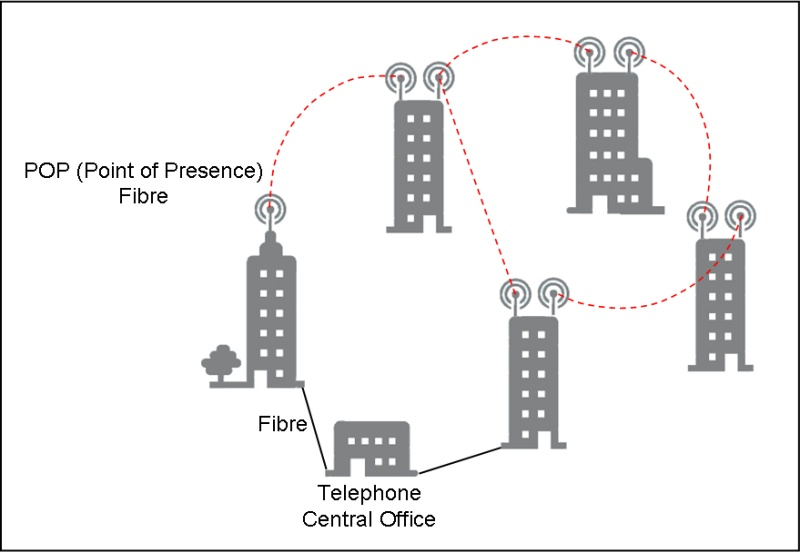 POP (Point of Presence)
Fibre
Fibre
Telephone
Central Office